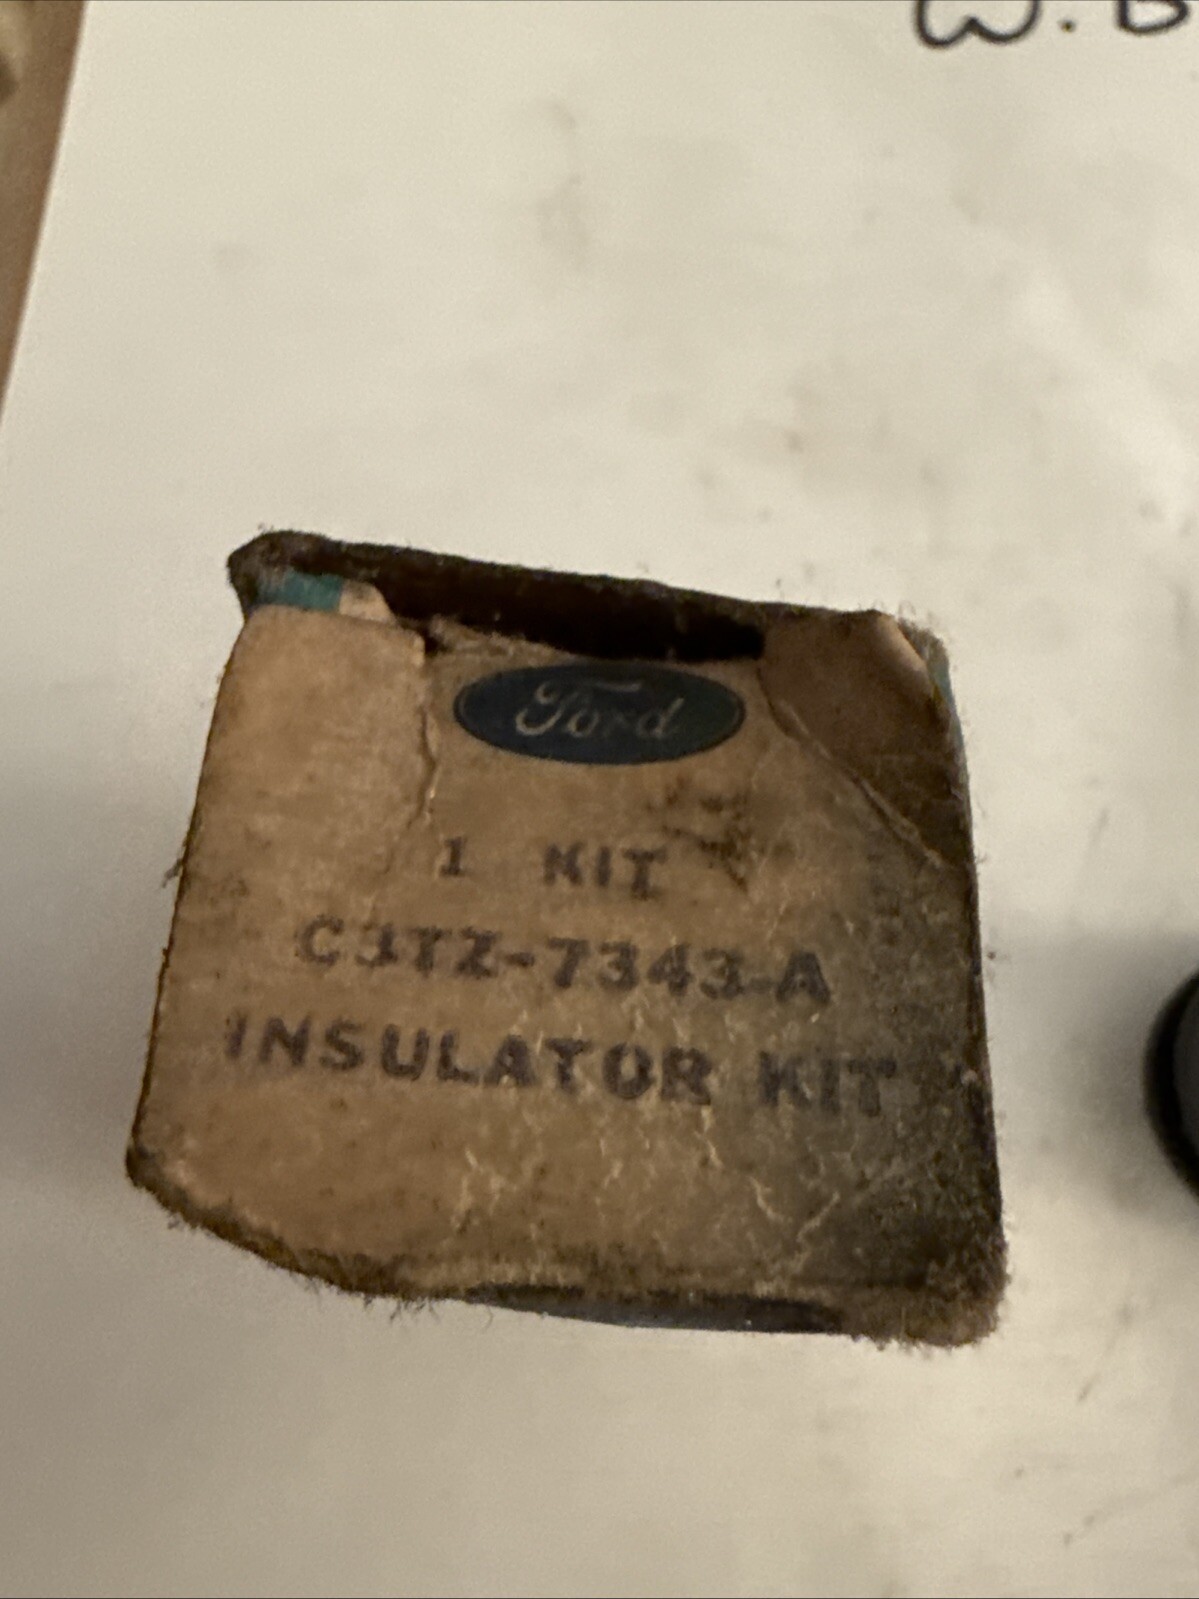 W. B
Ford
1 KIT
C3TZ-7343-A
INSULATOR KIT